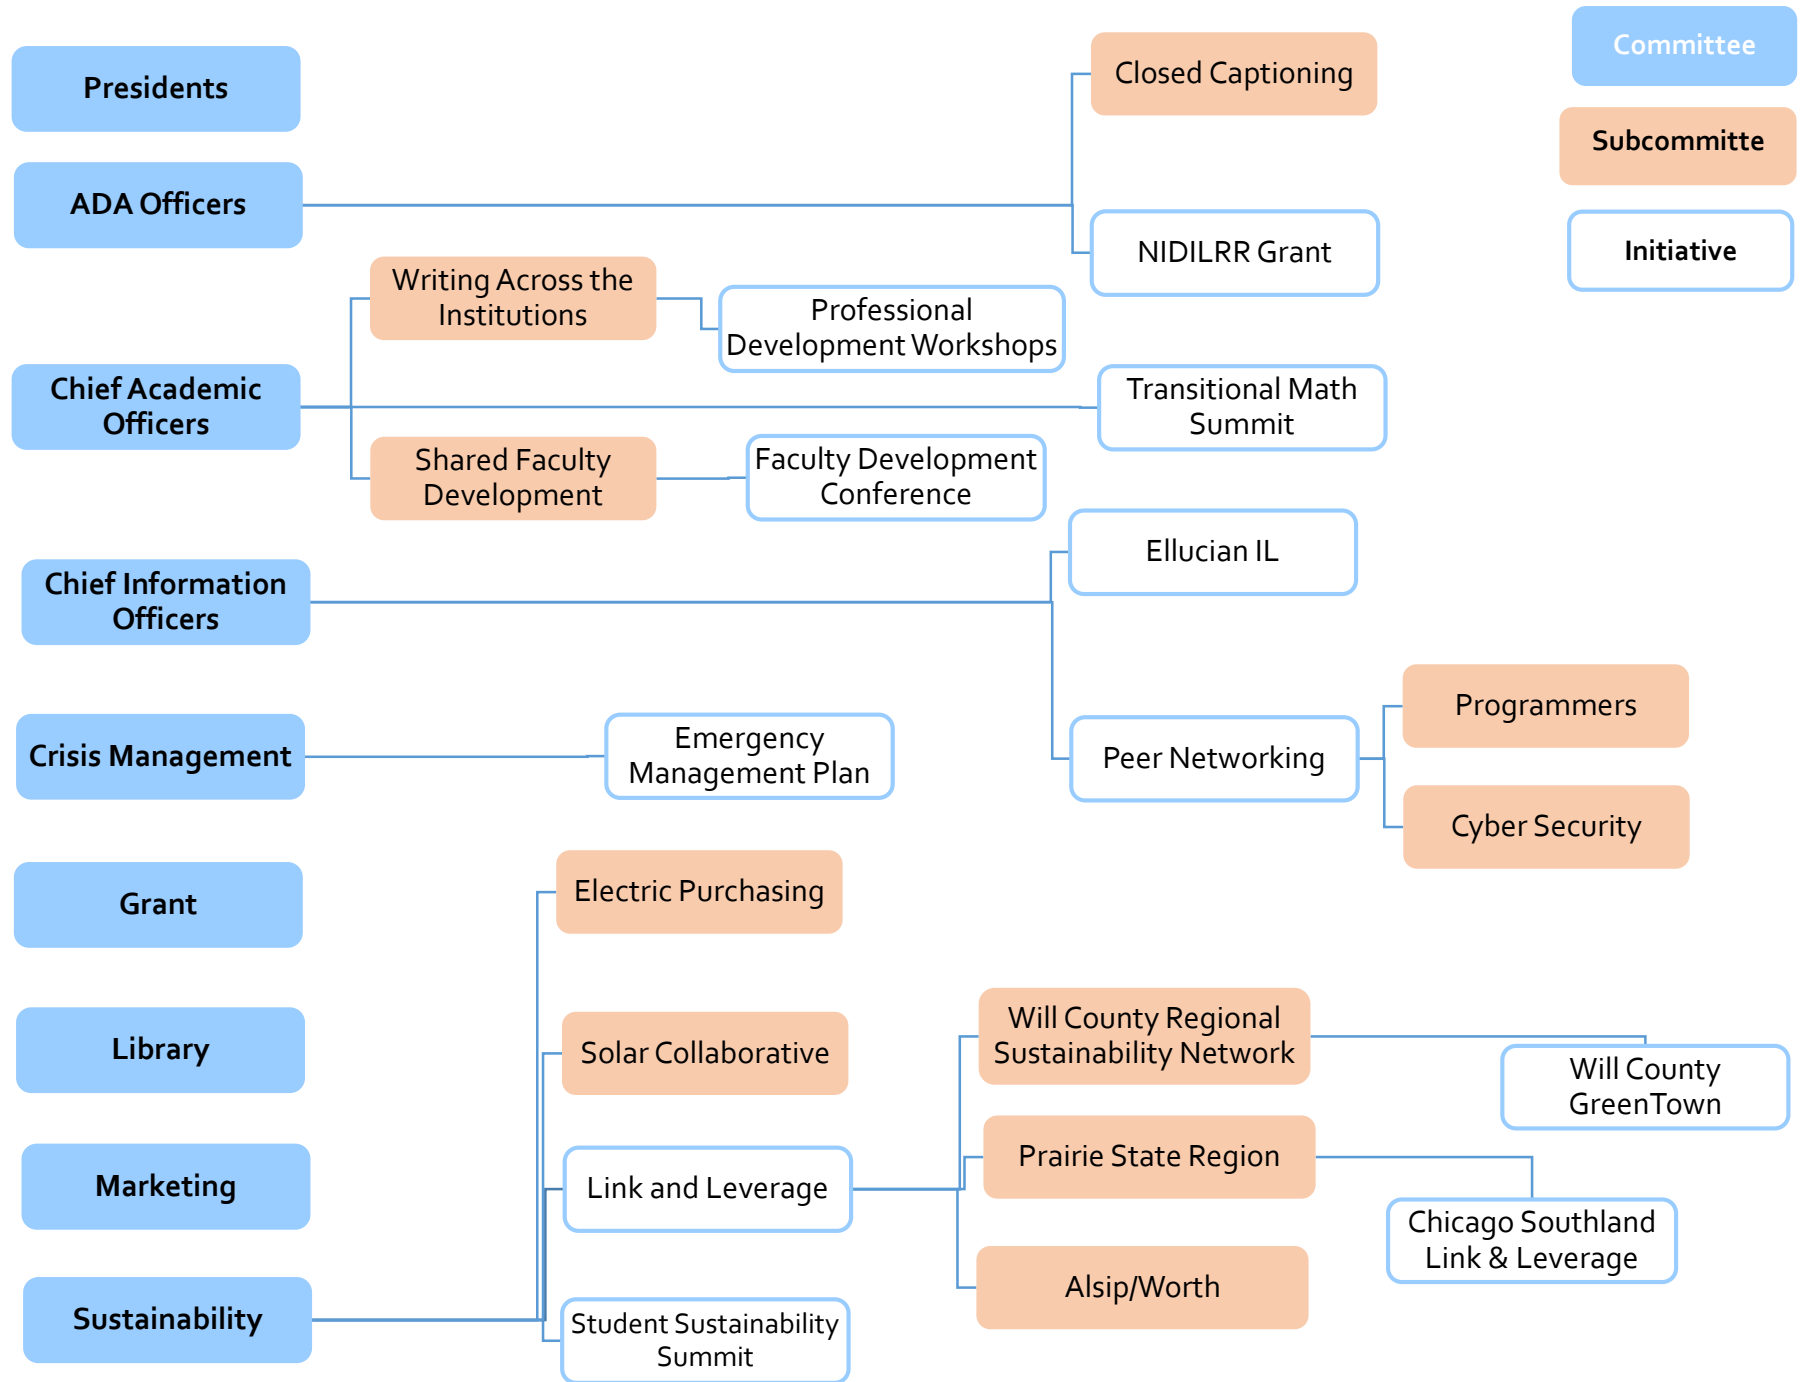 Presidents
ADA Officers
Chief Academic
Officers
Chief Information
Officers
Crisis Management
Grant
Library
Marketing
Sustainability
Writing Across the
Institutions
Shared Faculty
Development
Professional
Development Workshops
Faculty Development
Conference
Emergency
Management Plan
Electric Purchasing
Solar Collaborative
Link and Leverage
Student Sustainability
Summit
Closed Captioning
NIDILRR Grant
Transitional Math
Summit
Ellucian IL
Peer Networking
Programmers
Cyber Security
Will County Regional
Sustainability Network
Prairie State Region
Alsip/Worth
Will County
GreenTown
Chicago Southland
Link & Leverage
Committee
Subcommitte
Initiative